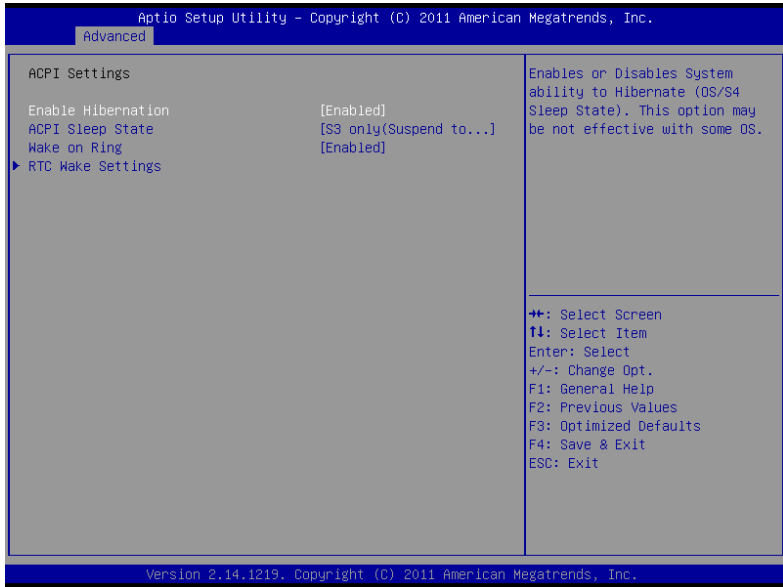 Aptio Setup Utility – Copyright (C) 2011 American Megatrends, Inc.
Advanced
ACPI Settings
Enable Hibernation [Enabled]
ACPI Sleep State [S3 only(Suspend to...]
Wake on Ring [Enabled]
▶ RTC Wake Settings
Enables or Disables System
ability to Hibernate (OS/S4
Sleep State). This option may
be not effective with some OS.
→←: Select Screen
↑↓: Select Item
Enter: Select
+/-: Change Opt.
F1: General Help
F2: Previous Values
F3: Optimized Defaults
F4: Save & Exit
ESC: Exit
Version 2.14.1219. Copyright (C) 2011 American Megatrends, Inc.